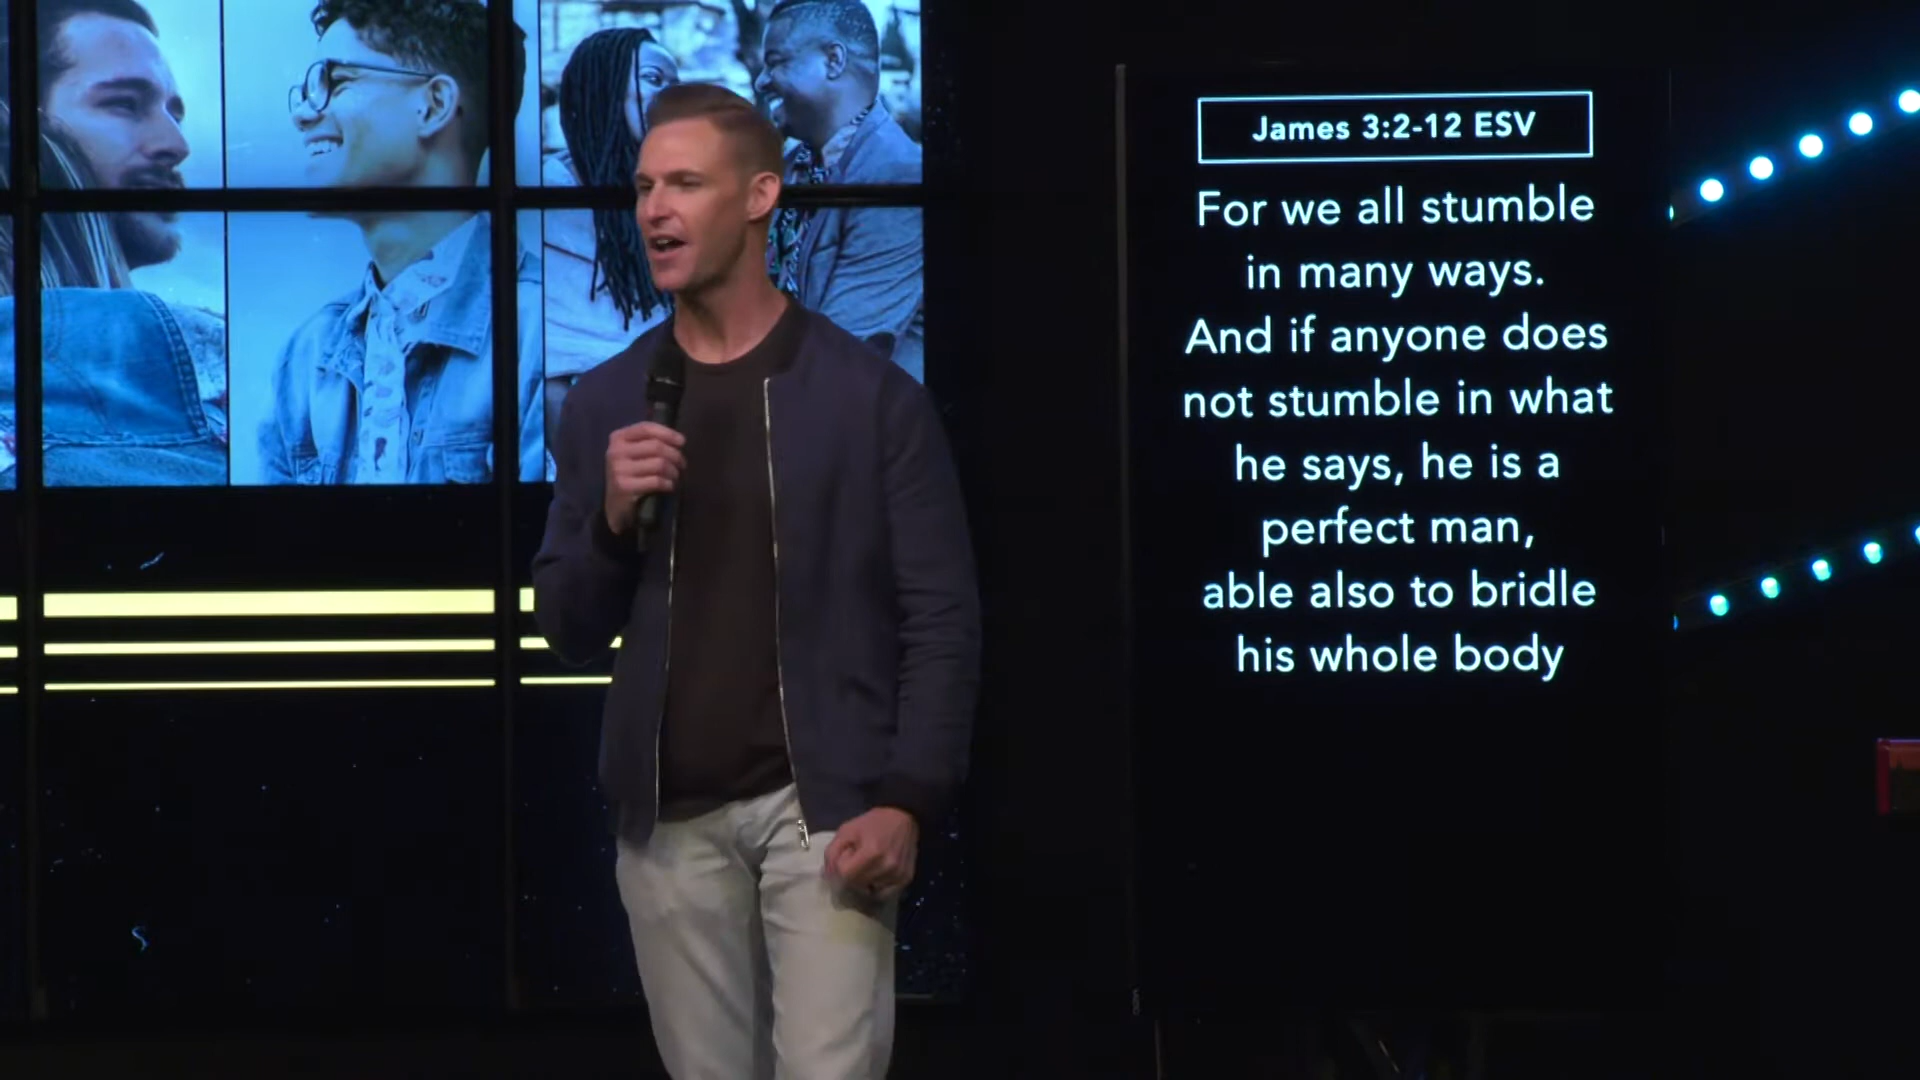 James 3:2-12 ESV
For we all stumble
in many ways.
And if anyone does
not stumble in what
he says, he is a
perfect man,
able also to bridle
his whole body